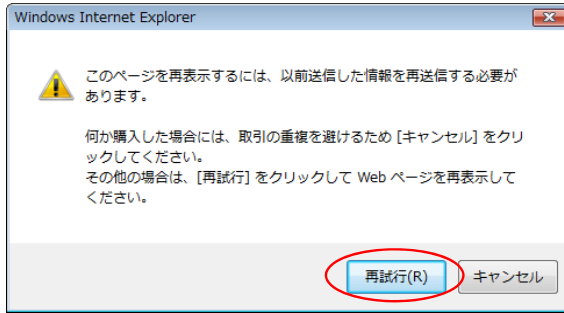 Windows Internet Explorer
このページを再表示するには、以前送信した情報を再送信する必要が
あります。
何か購入した場合には、取引の重複を避けるため [キャンセル] をクリ
ックしてください。
その他の場合は、[再試行] をクリックして Web ページを再表示して
ください。
再試行(R) キャンセル